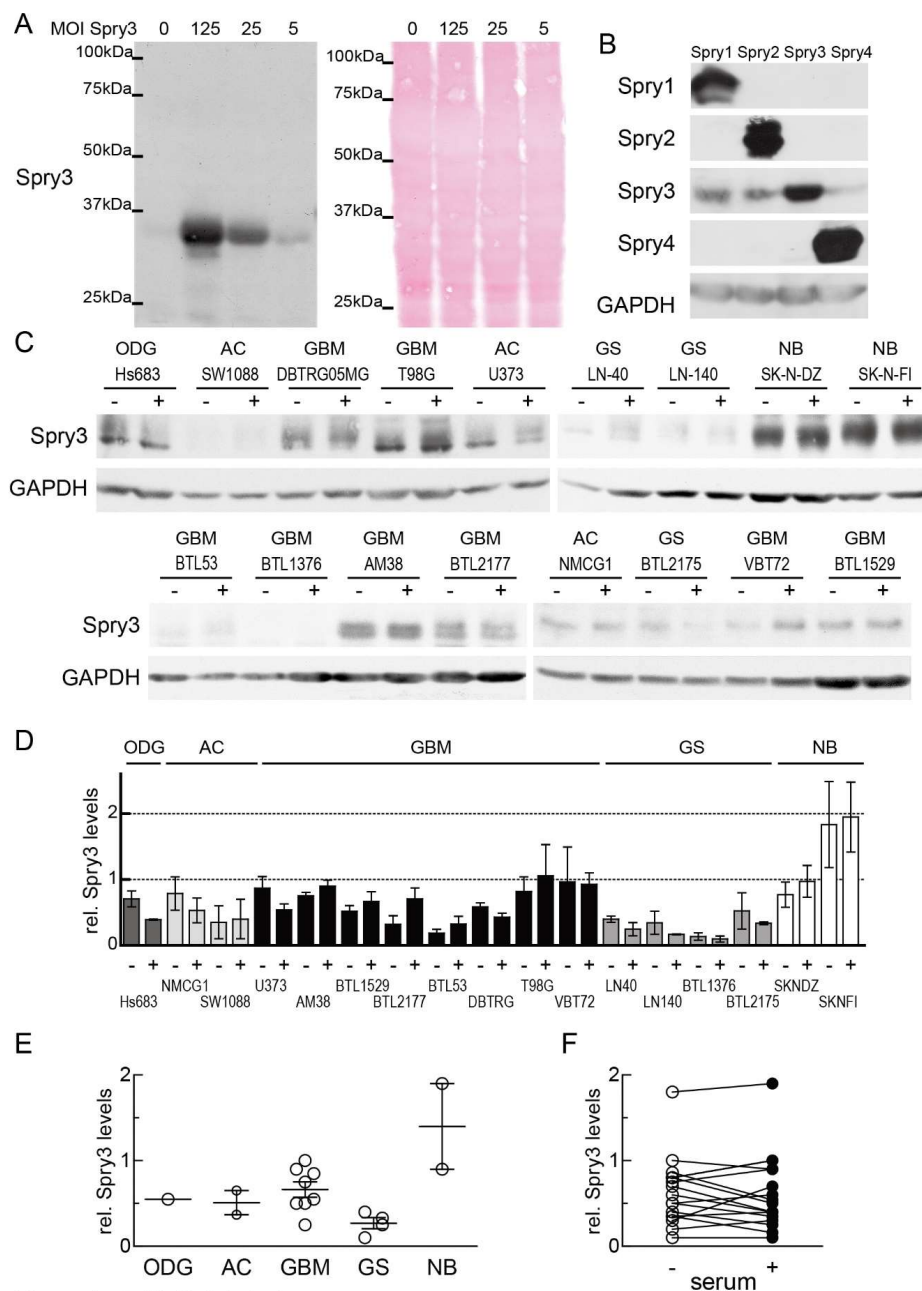 A
MOI Spry3 0 125 25 5 0 125 25 5
100kDa 100kDa
75kDa 75kDa
50kDa 50kDa
Spry3
37kDa 37kDa
25kDa 25kDa
B
Spry1 Spry2 Spry3 Spry4
Spry1
Spry2
Spry3
Spry4
GAPDH
C
ODG AC GBM GBM AC GS GS NB NB
Hs683 SW1088 DBTRG05MG T98G U373 LN-40 LN-140 SK-N-DZ SK-N-FI
- + - + - + - + - + - + - + - + - +
Spry3
GAPDH
GBM GBM GBM GBM AC GS GBM GBM
BTL53 BTL1376 AM38 BTL2177 NMCG1 BTL2175 VBT72 BTL1529
- + - + - + - + - + - + - + - +
Spry3
GAPDH
D
ODG AC GBM GS NB
rel. Spry3 levels
2
1
0
- + - + - + - + - + - + - + - + - + - + - + - + - + - + - + - + - +
NMCG1 U373 BTL1529 BTL53 T98G LN40 BTL1376 SKNDZ
Hs683 SW1088 AM38 BTL2177 DBTRG VBT72 LN140 BTL2175 SKNFI
E
rel. Spry3 levels
2
1
0
ODG AC GBM GS NB
F
rel. Spry3 levels
2
1
0
- +
serum